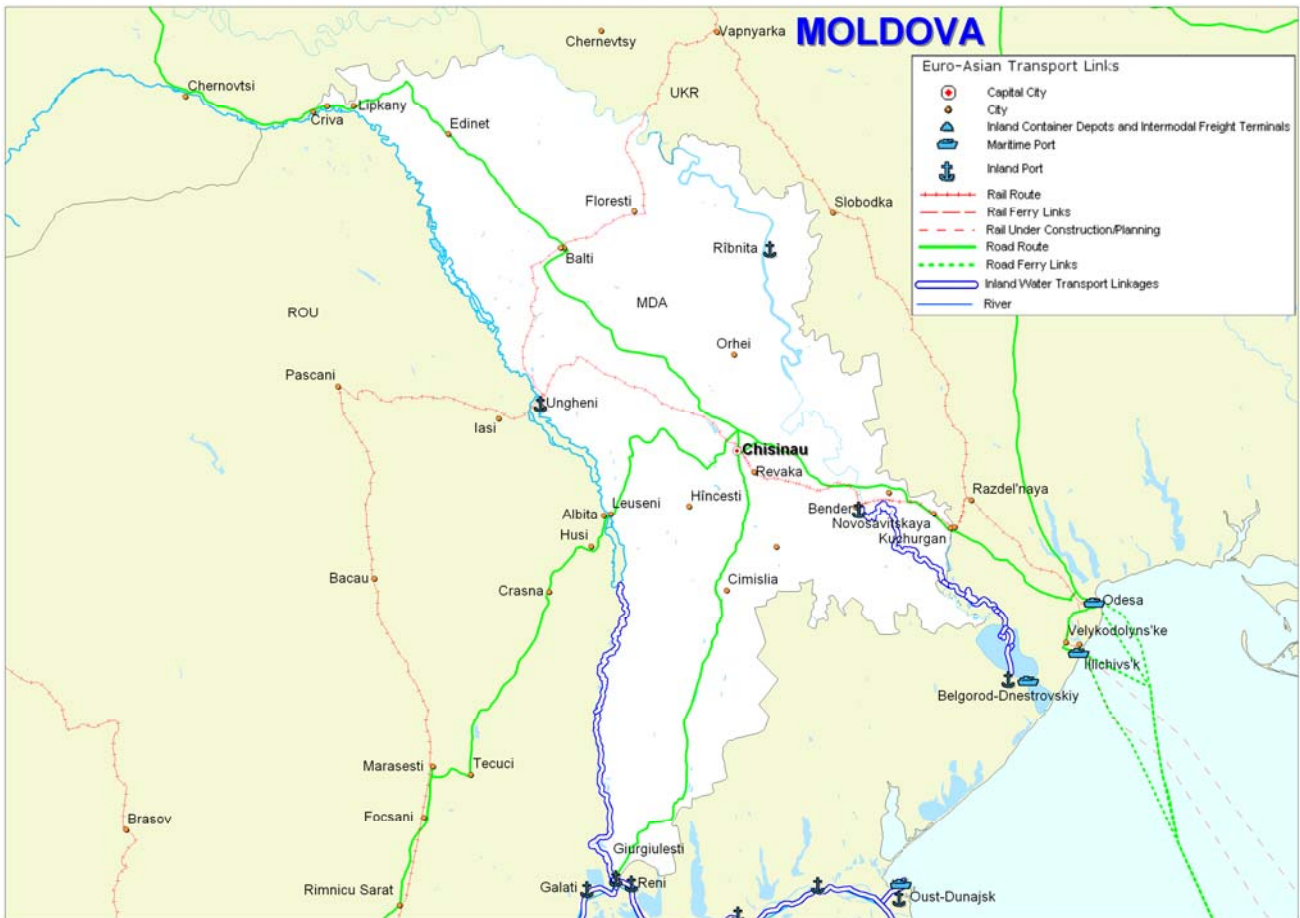 MOLDOVA
Euro-Asian Transport Links
Capital City
City
Inland Container Depots and Intermodal Freight Terminals
Maritime Port
Inland Port
Rail Route
Rail Ferry Links
Rail Under Construction/Planning
Road Route
Road Ferry Links
Inland Water Transport Linkages
River
Chernevtsy
Vapnyarka
Chernovtsi
UKR
Lipkany
Criva
Edinet
Floresti
Slobodka
Balti
Rîbnita
MDA
ROU
Orhei
Pascani
Ungheni
Iasi
Chisinau
Revaka
Razdel'naya
Hîncesti
Leuseni
Albita
Bender
Novosavitskaya
Husi
Kuzhurgan
Bacau
Crasna
Cimislia
Odesa
Velykodolyns'ke
Illichivs'k
Belgorod-Dnestrovskiy
Marasesti
Tecuci
Focsani
Brasov
Giurgiulesti
Galati
Reni
Rimnicu Sarat
Oust-Dunajsk